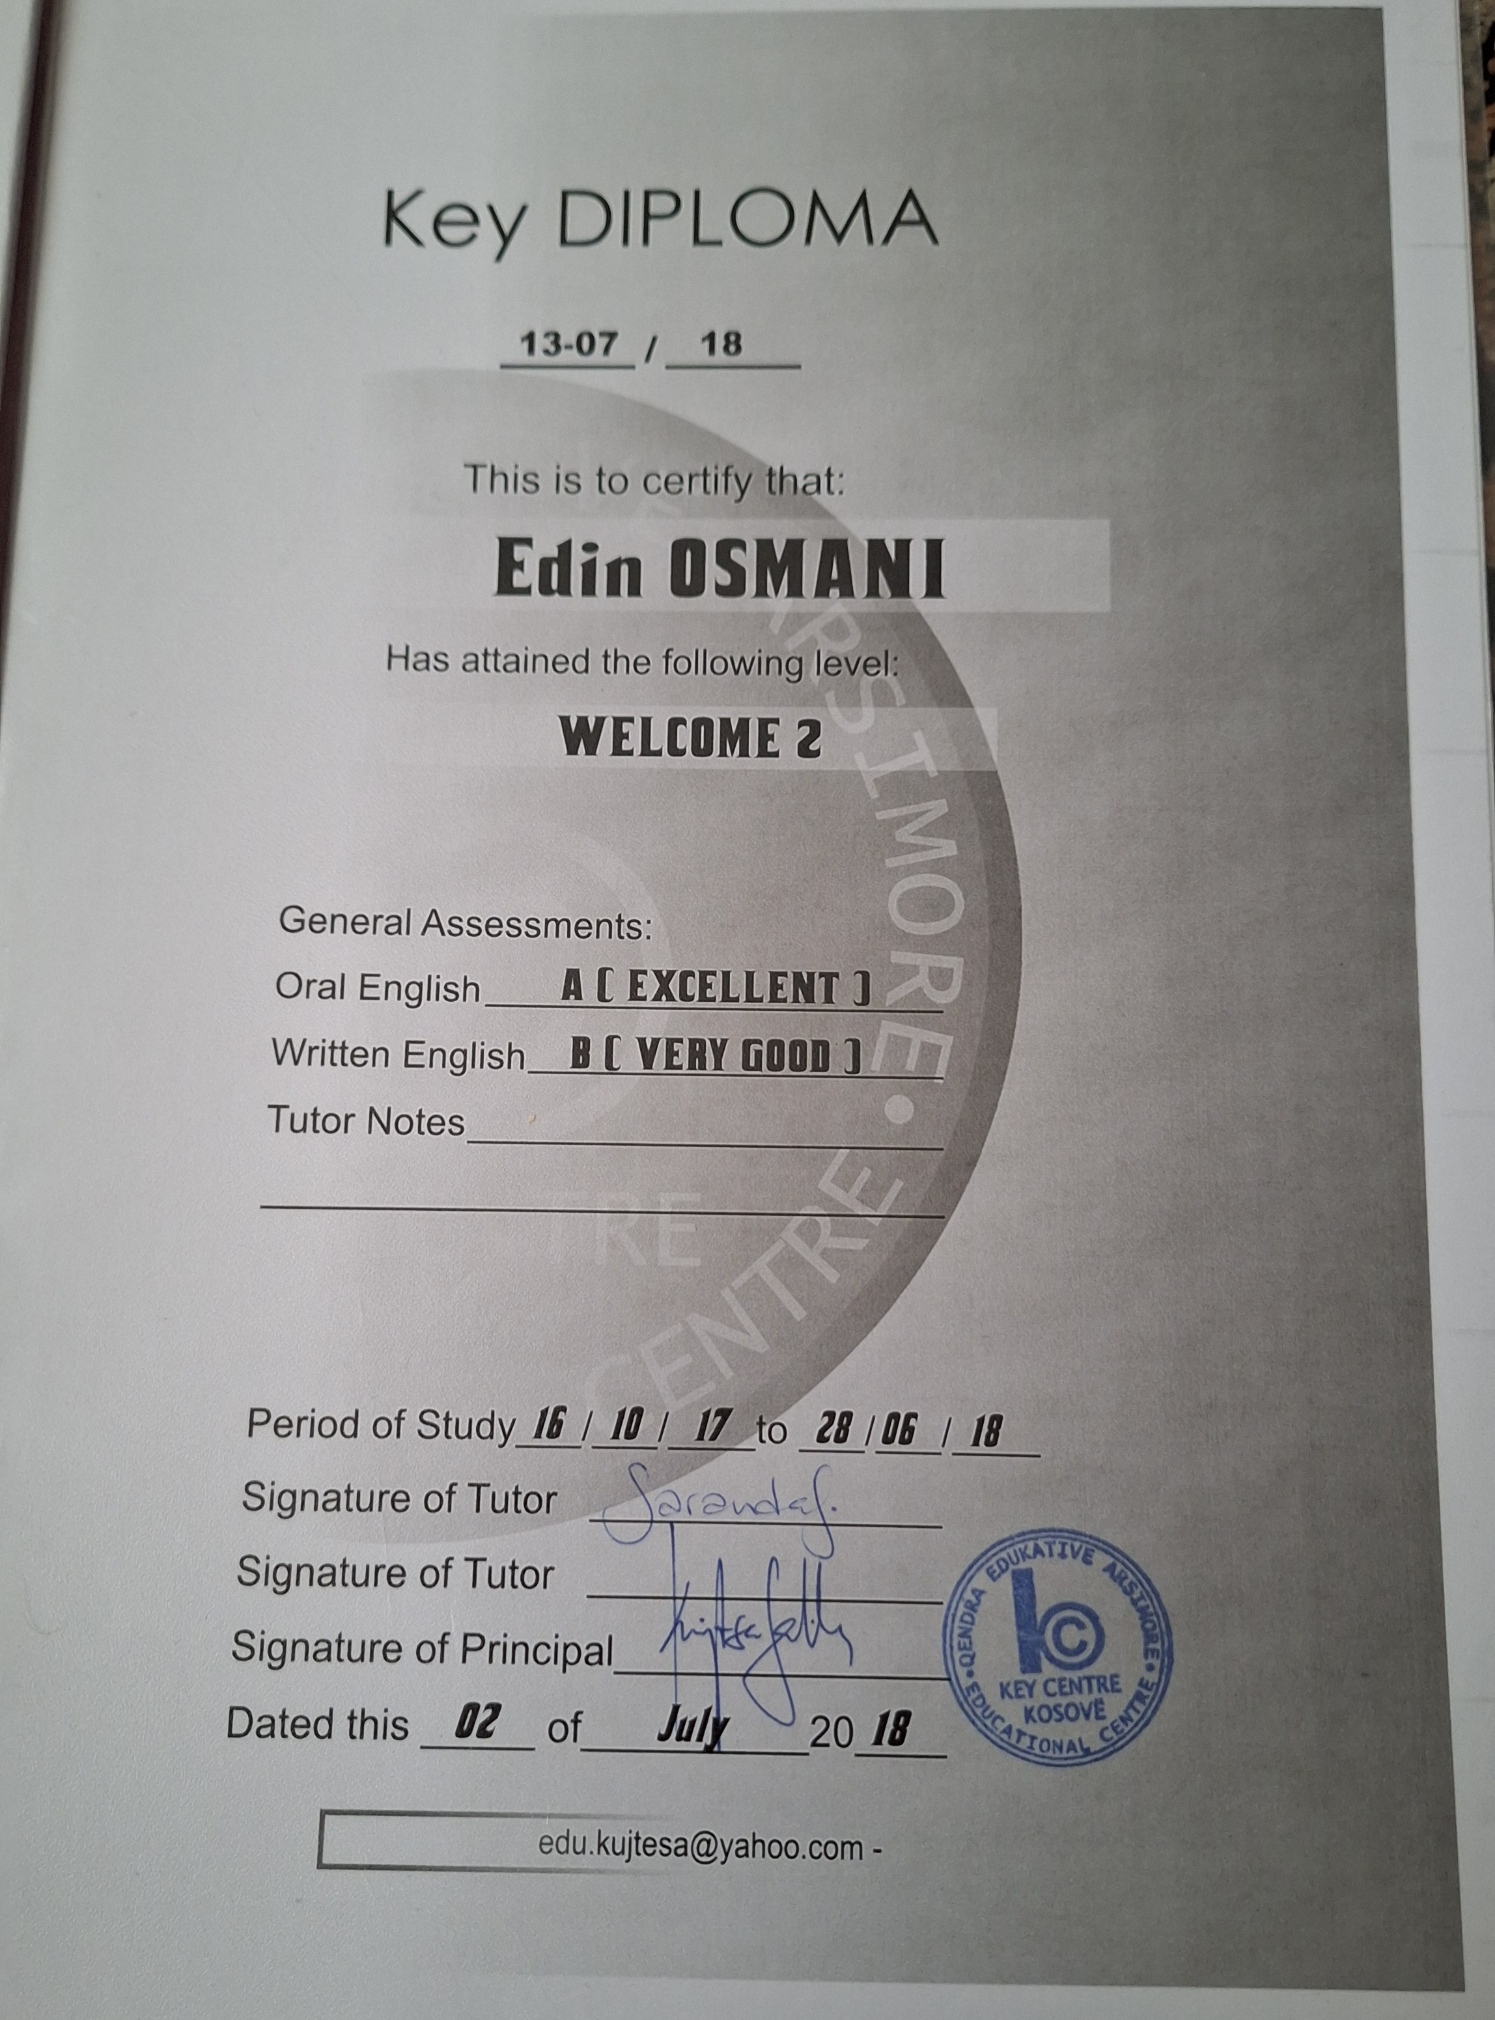 Key DIPLOMA
13-07 / 18
This is to certify that:
Edin OSMANI
Has attained the following level:
WELCOME 2
General Assessments:
Oral English A ( EXCELLENT )
Written English B ( VERY GOOD )
Tutor Notes
ARSIMORE • CENTRE
TRE
Period of Study 16 / 10 / 17 to 28 / 06 / 18
Signature of Tutor
Signature of Tutor
Signature of Principal
Dated this 02 of July 20 18
• QENDRA EDUKATIVE ARSIMORE •
KEY CENTRE
KOSOVË
EDUCATIONAL CENTRE
edu.kujtesa@yahoo.com -